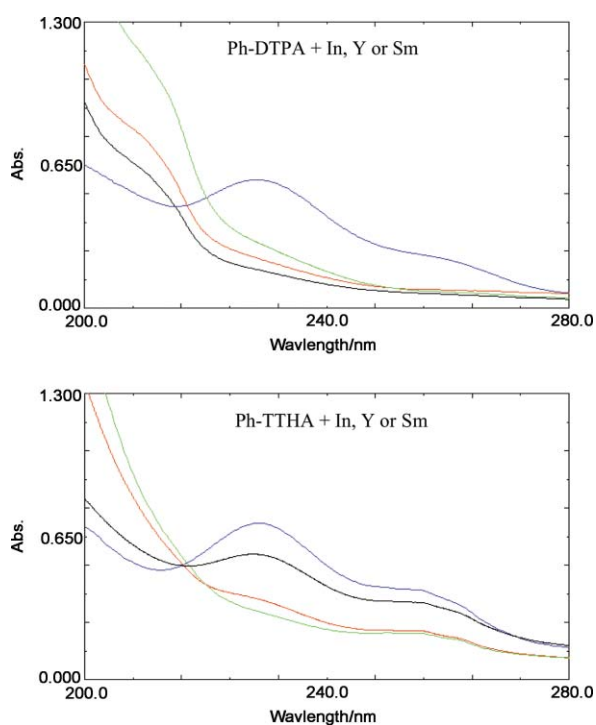 1.300
Ph-DTPA + In, Y or Sm
Abs.
0.650
0.000
200.0 240.0 280.0
Wavlength/nm
1.300
Ph-TTHA + In, Y or Sm
Abs.
0.650
0.000
200.0 240.0 280.0
Wavlength/nm